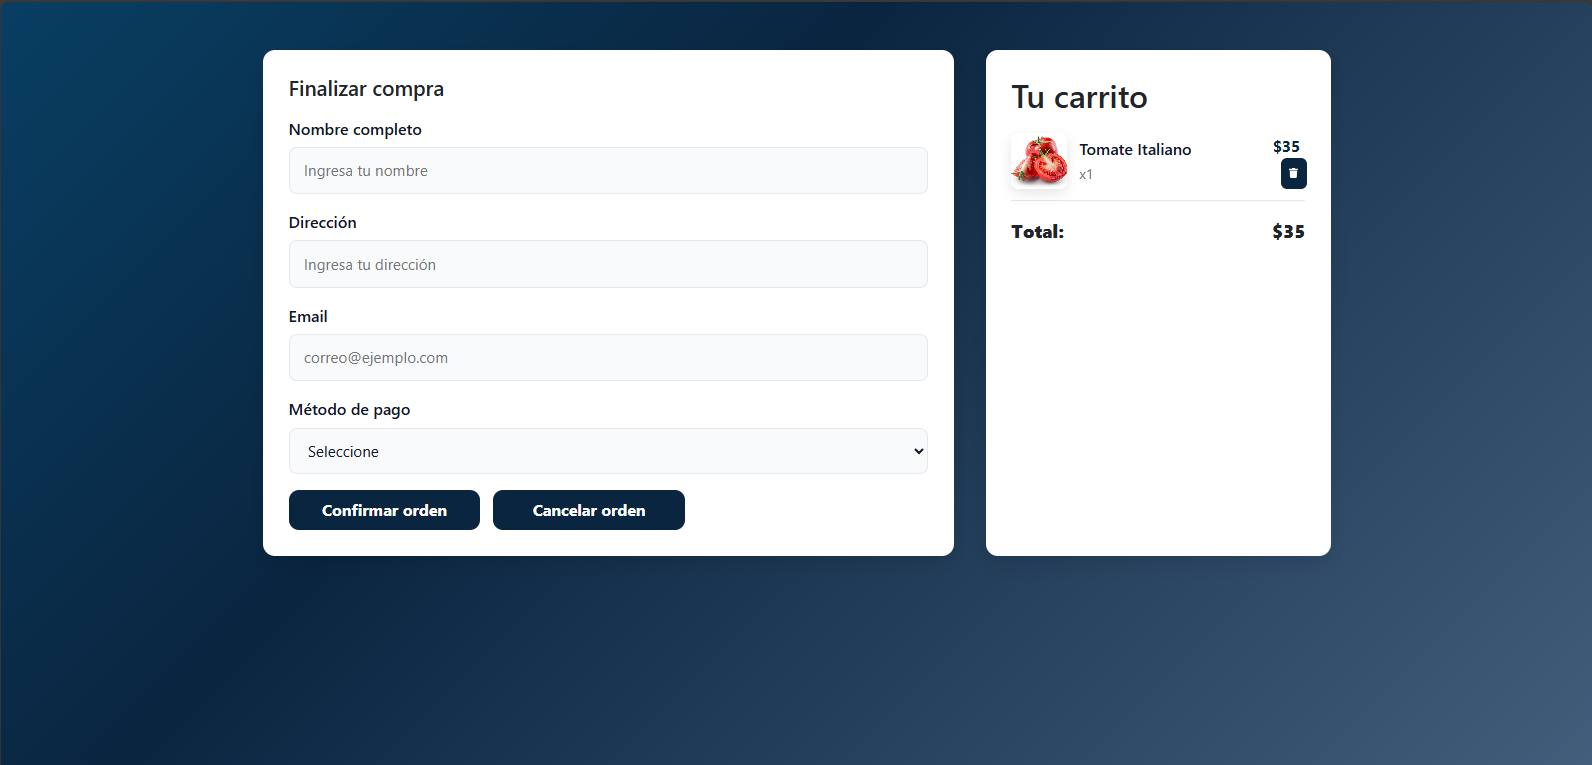 Finalizar compra
Nombre completo
Ingresa tu nombre
Dirección
Ingresa tu dirección
Email
correo@ejemplo.com
Método de pago
Seleccione
Confirmar orden
Cancelar orden
Tu carrito
Tomate Italiano
$35
x1
Total:
$35